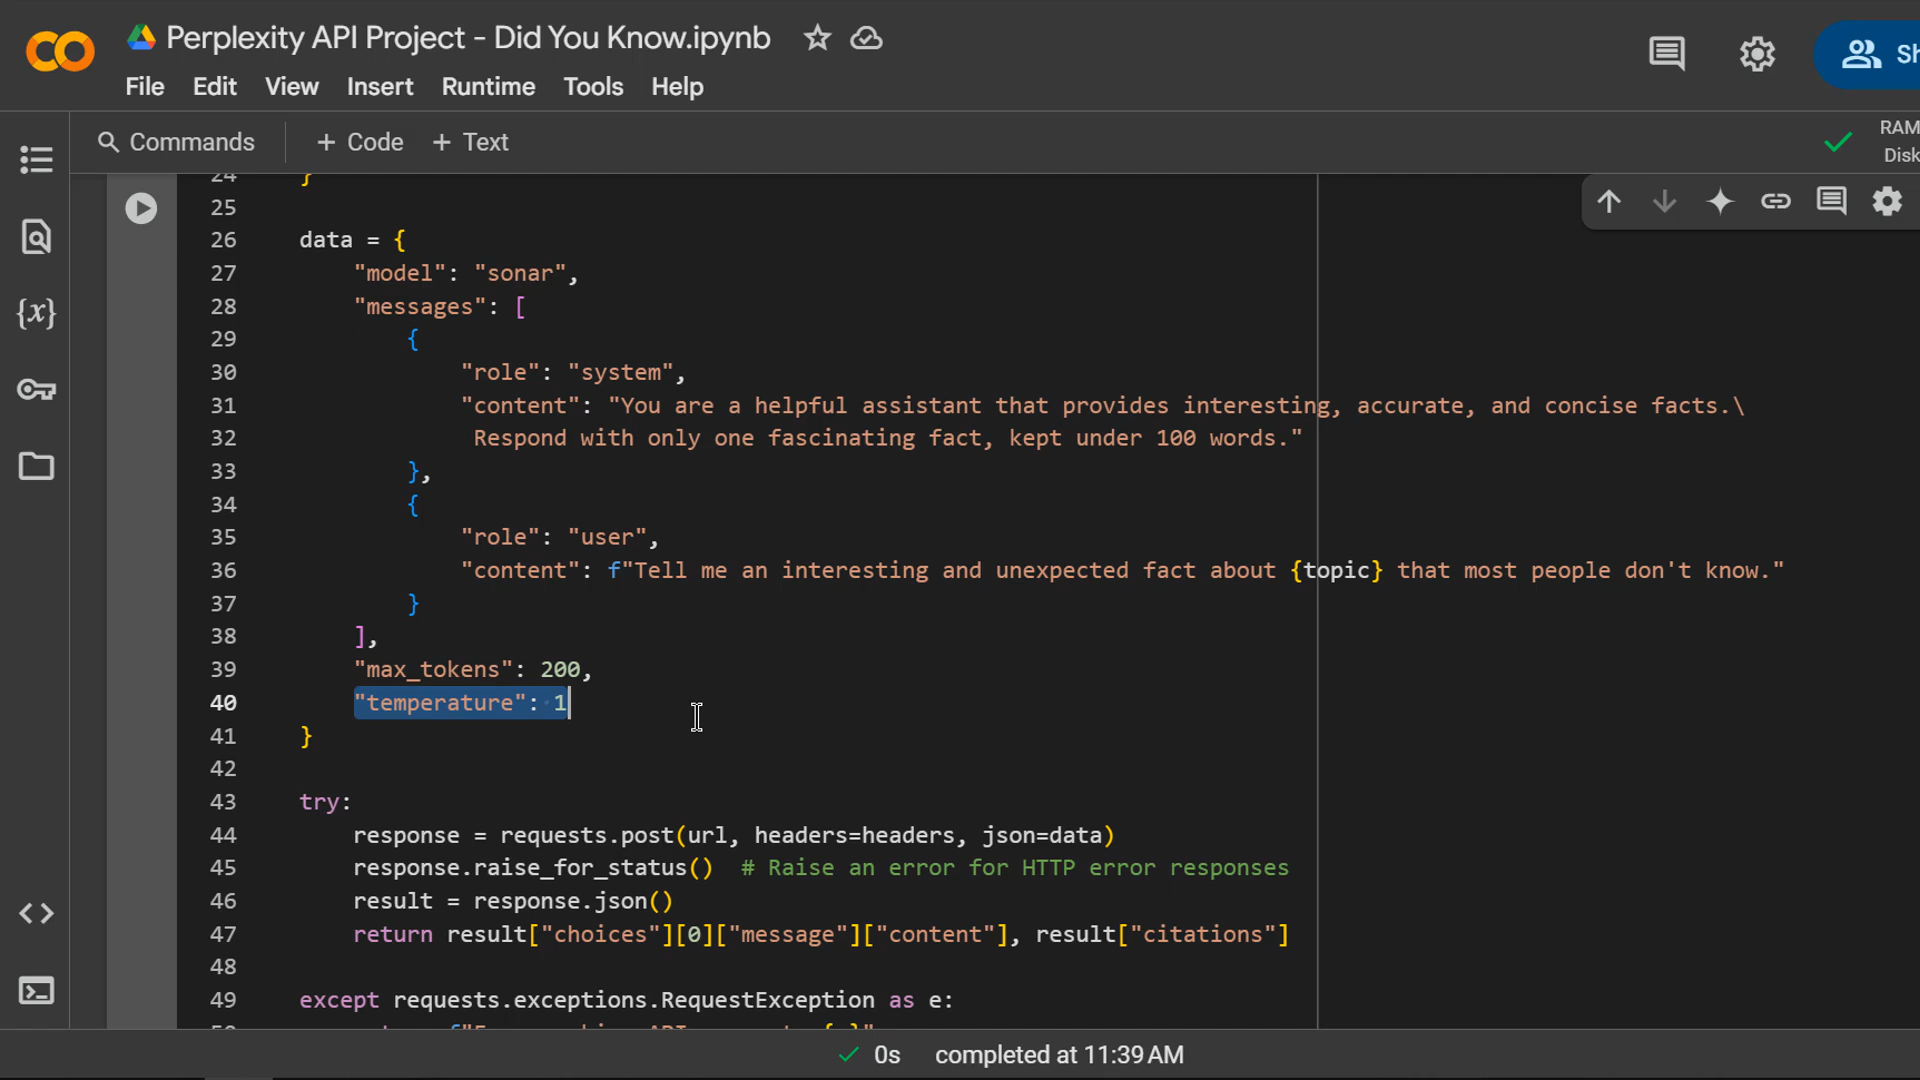 Perplexity API Project - Did You Know.ipynb
File Edit View Insert Runtime Tools Help
Sh
Commands + Code + Text
RAM
Disk
24 }
25
26 data = {
27 "model": "sonar",
28 "messages": [
29 {
30 "role": "system",
31 "content": "You are a helpful assistant that provides interesting, accurate, and concise facts.\
32 Respond with only one fascinating fact, kept under 100 words."
33 },
34 {
35 "role": "user",
36 "content": f"Tell me an interesting and unexpected fact about {topic} that most people don't know."
37 }
38 ],
39 "max_tokens": 200,
40 "temperature": 1
41 }
42
43 try:
44 response = requests.post(url, headers=headers, json=data)
45 response.raise_for_status() # Raise an error for HTTP error responses
46 result = response.json()
47 return result["choices"][0]["message"]["content"], result["citations"]
48
49 except requests.exceptions.RequestException as e:
0s completed at 11:39 AM